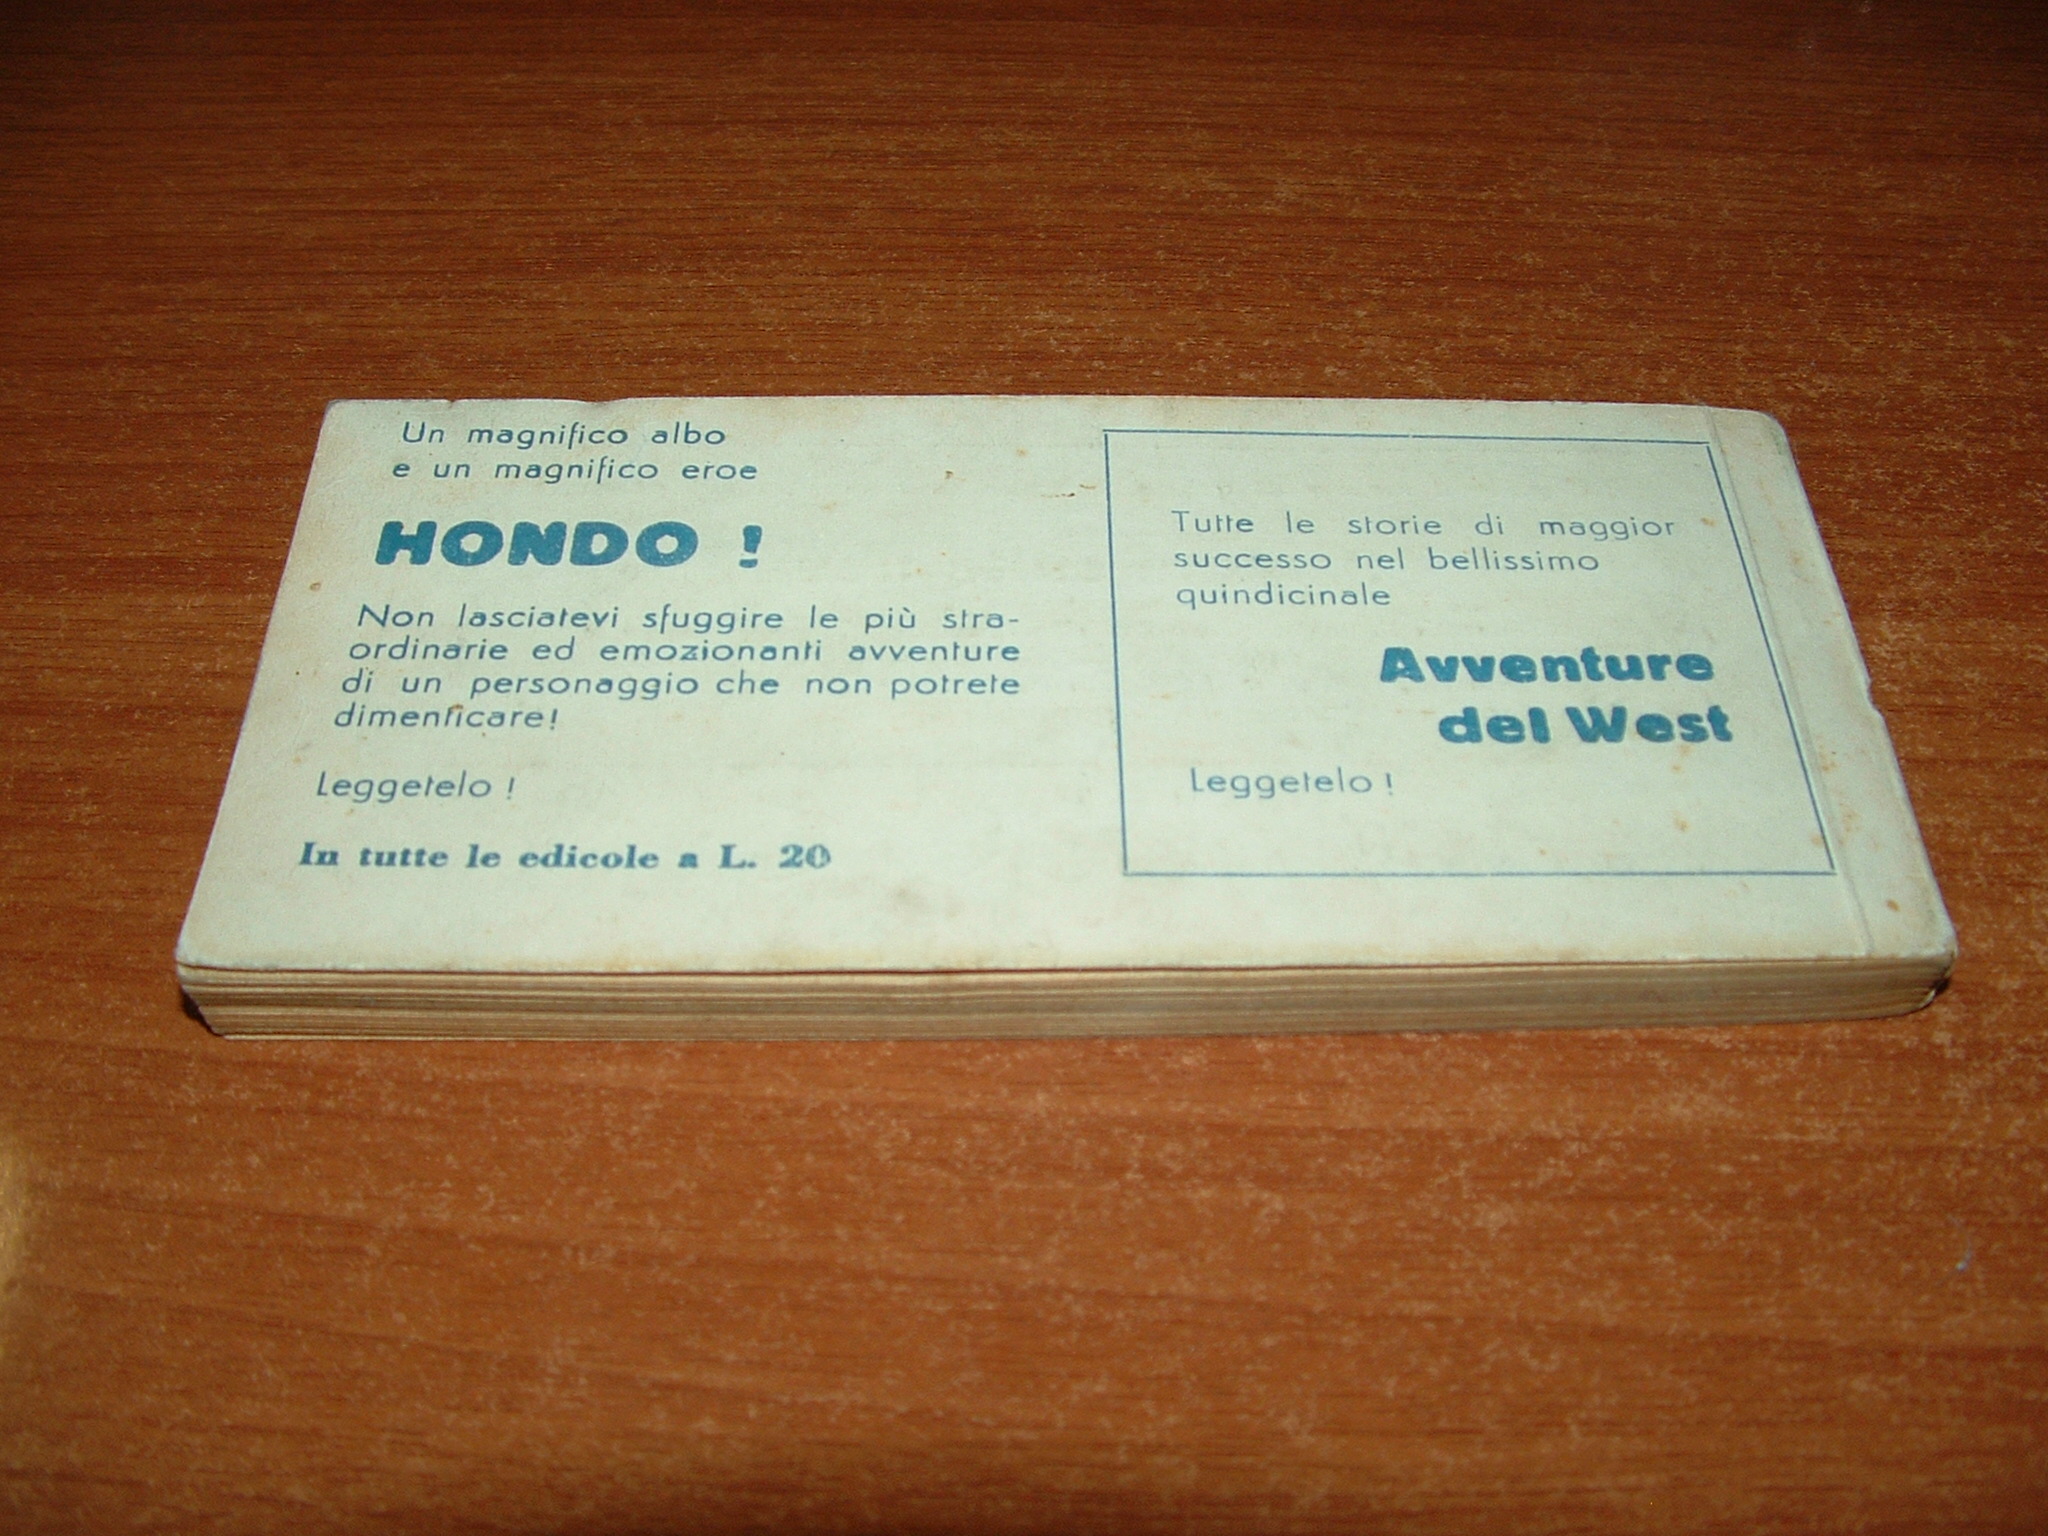 Un magnifico albo
e un magnifico eroe
HONDO !
Non lasciatevi sfuggire le più stra-
ordinarie ed emozionanti avventure
di un personaggio che non potrete
dimenticare!
Leggetelo !
In tutte le edicole a L. 20
Tutte le storie di maggior
successo nel bellissimo
quindicinale
Avventure
del West
Leggetelo !